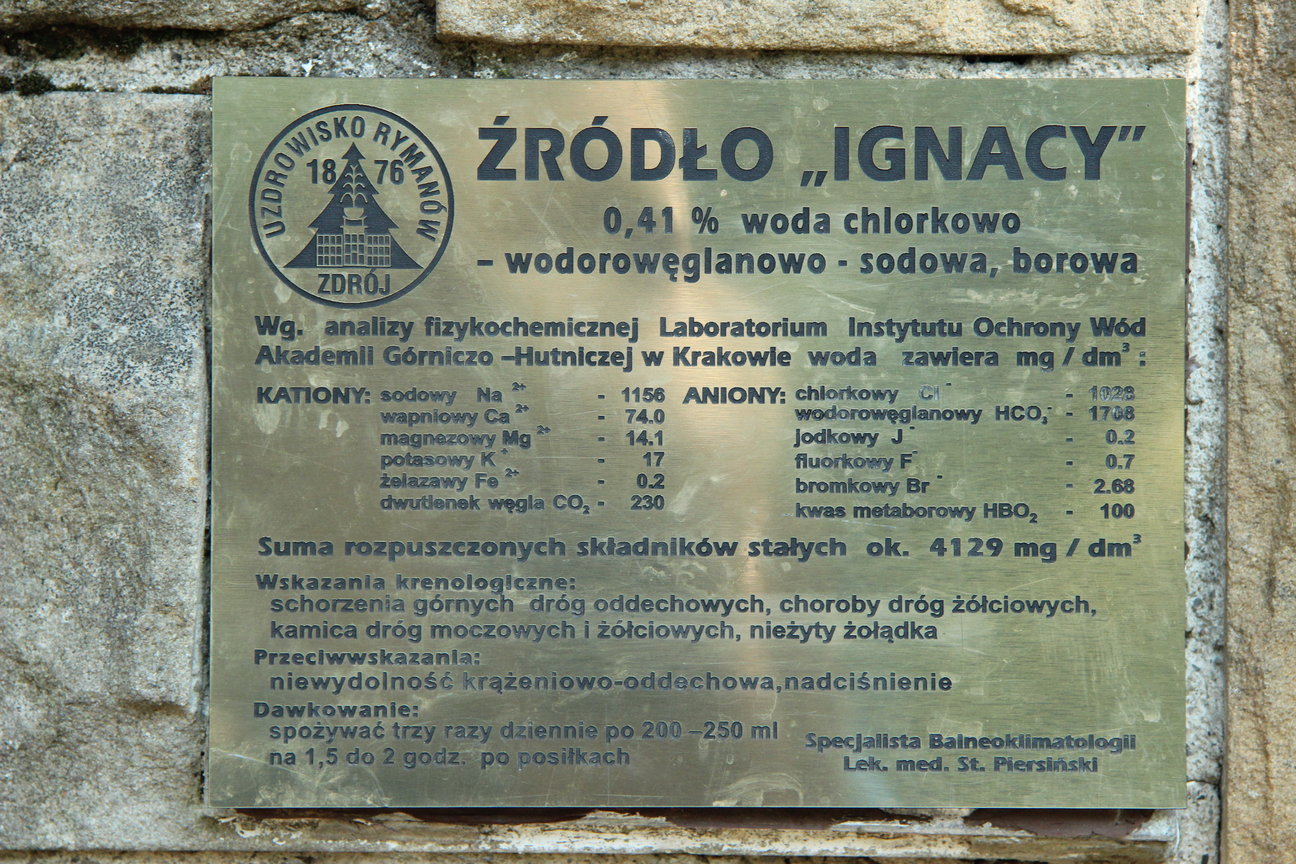 UZDROWISKO RYMANÓW
1876
ZDRÓJ
ŹRÓDŁO „IGNACY”
0,41 % woda chlorkowo
– wodorowęglanowo - sodowa, borowa
Wg. analizy fizykochemicznej Laboratorium Instytutu Ochrony Wód
Akademii Górniczo –Hutniczej w Krakowie woda zawiera mg / dm³ :
KATIONY: sodowy Na ²⁺ - 1156 ANIONY: chlorkowy Cl ⁻ - 1028
wapniowy Ca ²⁺ - 74.0 wodorowęglanowy HCO₃⁻ - 1708
magnezowy Mg ²⁺ - 14.1 jodkowy J ⁻ - 0.2
potasowy K ⁺ - 17 fluorkowy F⁻ - 0.7
żelazawy Fe ²⁺ - 0.2 bromkowy Br ⁻ - 2.68
dwutlenek węgla CO₂ - 230 kwas metaborowy HBO₂ - 100
Suma rozpuszczonych składników stałych ok. 4129 mg / dm³
Wskazania krenologiczne:
schorzenia górnych dróg oddechowych, choroby dróg żółciowych,
kamica dróg moczowych i żółciowych, nieżyty żołądka
Przeciwwskazania:
niewydolność krążeniowo-oddechowa,nadciśnienie
Dawkowanie:
spożywać trzy razy dziennie po 200 –250 ml
na 1,5 do 2 godz. po posiłkach
Specjalista Balneoklimatologii
Lek. med. St. Piersiński